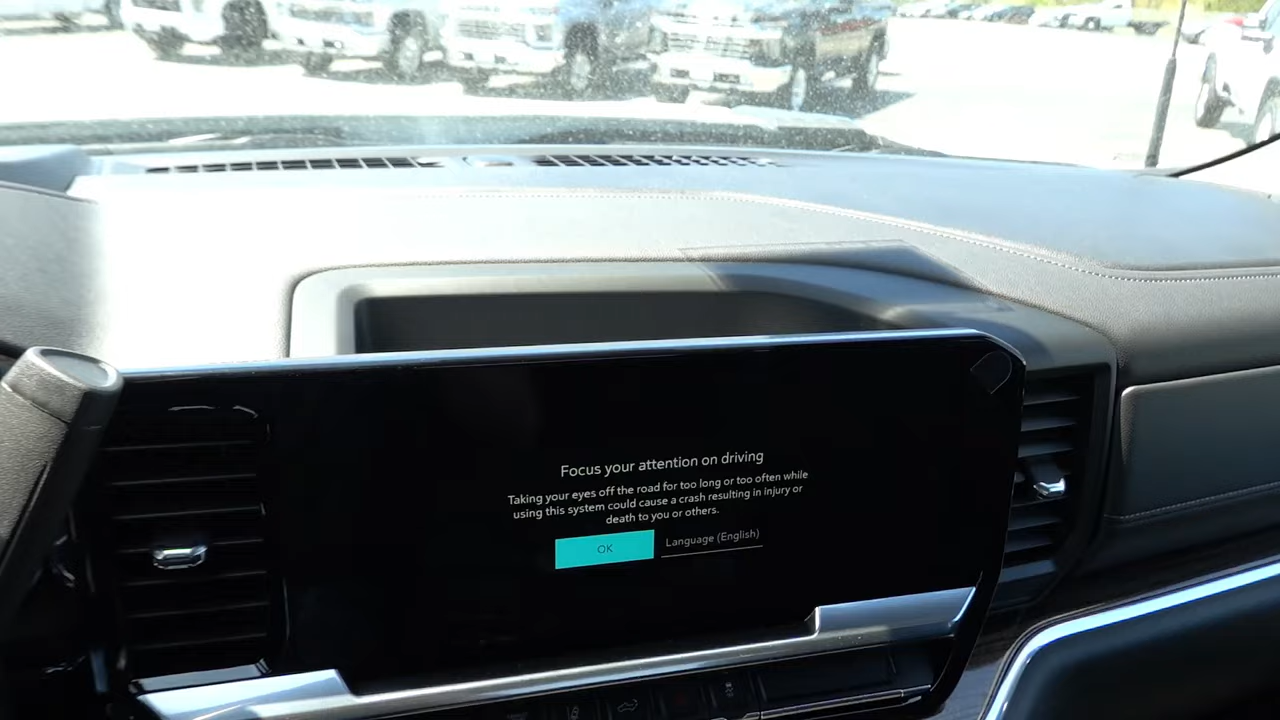 Focus your attention on driving
Taking your eyes off the road for too long or too often while
using this system could cause a crash resulting in injury or
death to you or others.
OK
Language (English)